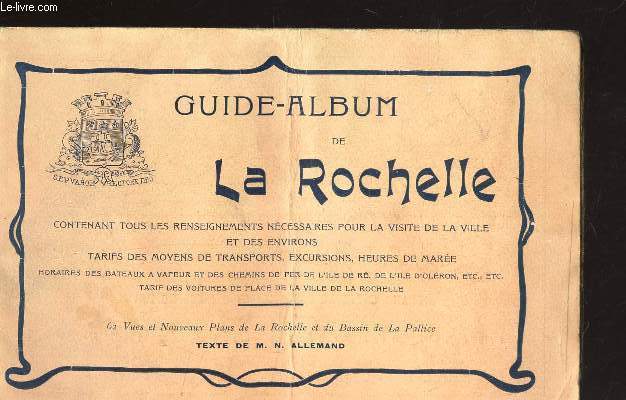 Le-livre.com
GUIDE-ALBUM
DE
La Rochelle
CONTENANT TOUS LES RENSEIGNEMENTS NÉCESSAIRES POUR LA VISITE DE LA VILLE
ET DES ENVIRONS
TARIFS DES MOYENS DE TRANSPORTS, EXCURSIONS, HEURES DE MARÉE
HORAIRES DES BATEAUX A VAPEUR ET DES CHEMINS DE FER DE L'ILE DE RÉ, DE L'ILE D'OLÉRON, ETC., ETC.
TARIF DES VOITURES DE PLACE DE LA VILLE DE LA ROCHELLE
62 Vues et Nouveaux Plans de La Rochelle et du Bassin de La Pallice
TEXTE DE M. N. ALLEMAND